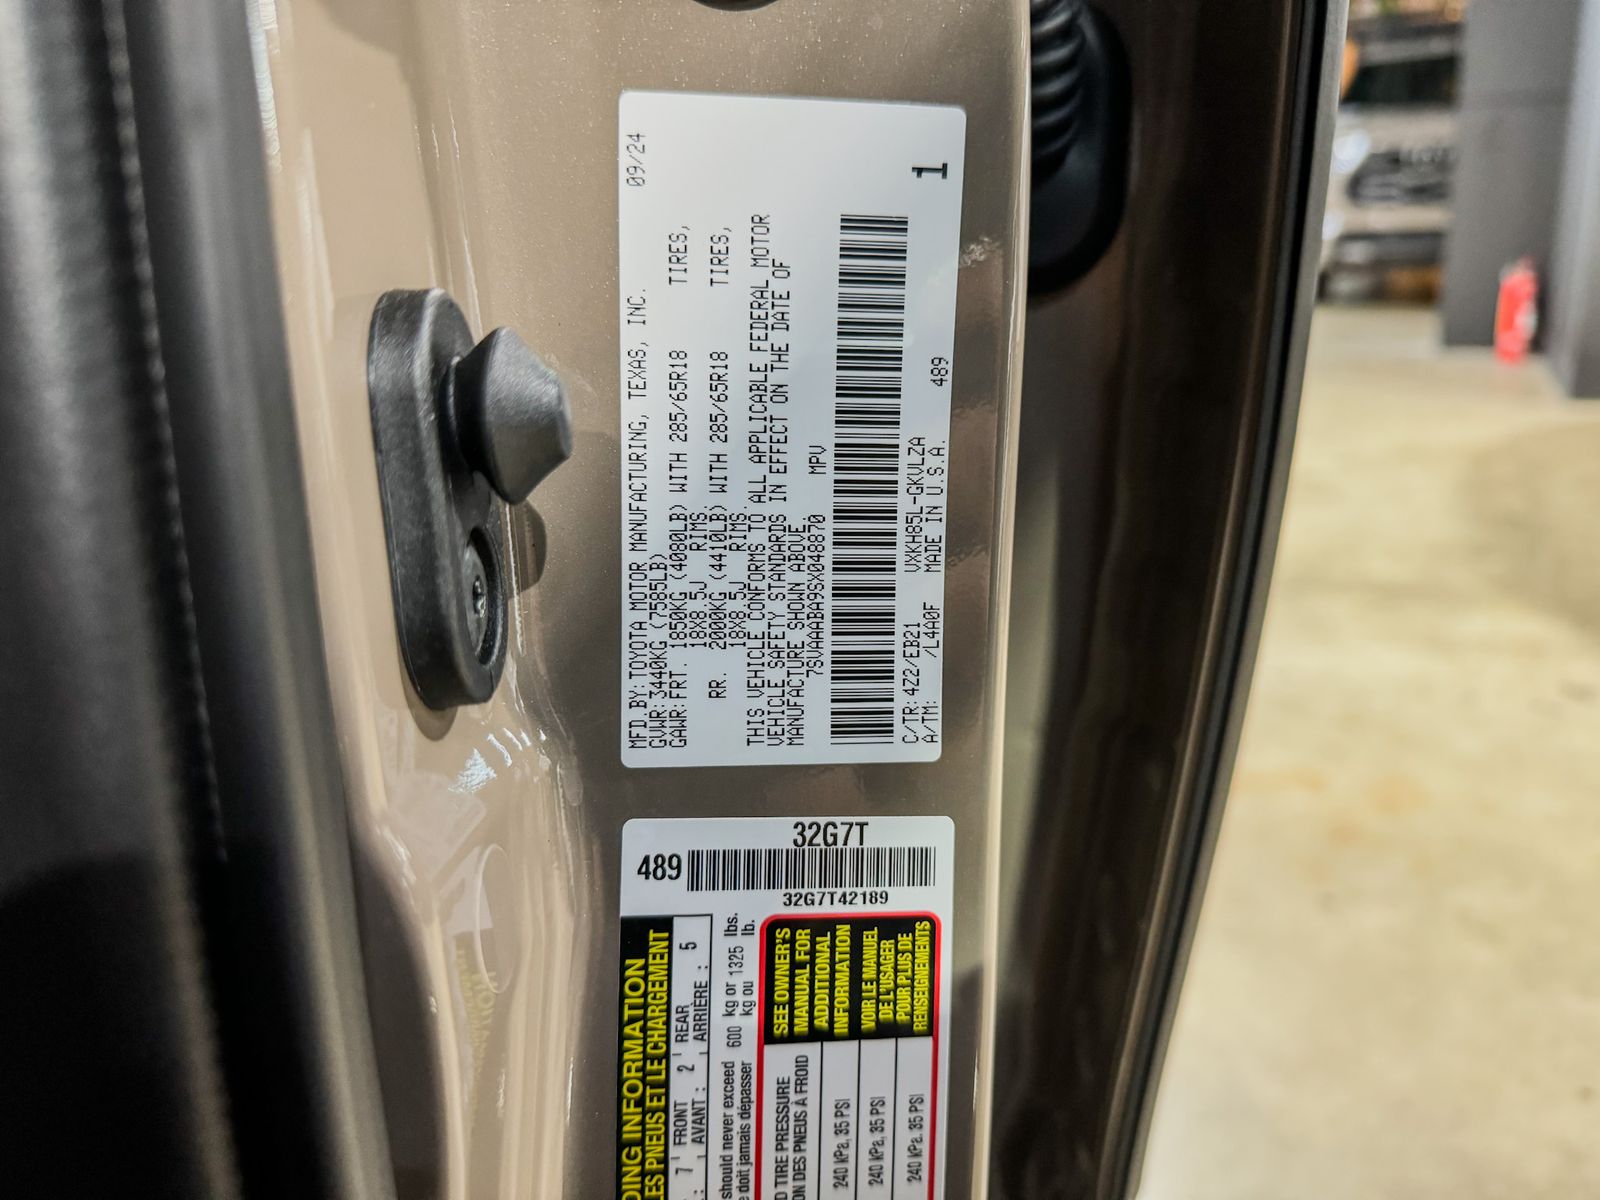 09/24
MFD.BY:TOYOTA MOTOR MANUFACTURING, TEXAS, INC.
GVWR:3440KG (7585LB)
GAWR:FRT. 1850KG (4080LB) WITH 285/65R18 TIRES,
18X8.5J RIMS.
RR. 2000KG (4410LB) WITH 285/65R18 TIRES,
18X8.5J RIMS.
THIS VEHICLE CONFORMS TO ALL APPLICABLE FEDERAL MOTOR
VEHICLE SAFETY STANDARDS IN EFFECT ON THE DATE OF
MANUFACTURE SHOWN ABOVE.
7SVAAABA9SX048870 MPV
1
C/TR:4Z2/EB21 VXKH85L-GKVLZA
A/TM: /L4A0F MADE IN U.S.A. 489
32G7T
489
32G7T42189
DING INFORMATION
LES PNEUS ET LE CHARGEMENT
7 FRONT 2 REAR 5
AVANT : ARRIÈRE :
should never exceed 600 kg or 1325 lbs.
e doit jamais dépasser kg ou lb.
SEE OWNER'S
MANUAL FOR
ADDITIONAL
INFORMATION
VOIR LE MANUEL
DE L'USAGER
POUR PLUS DE
RENSEIGNEMENTS
D TIRE PRESSURE
ON DES PNEUS À FROID
240 kPa, 35 PSI
240 kPa, 35 PSI
240 kPa, 35 PSI